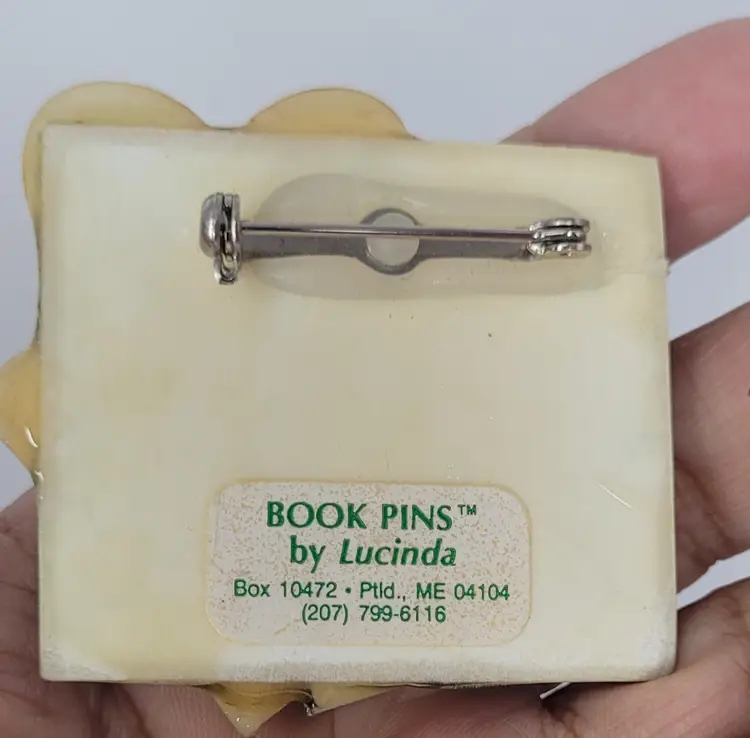 BOOK PINS™
by Lucinda
Box 10472 • Ptld., ME 04104
(207) 799-6116